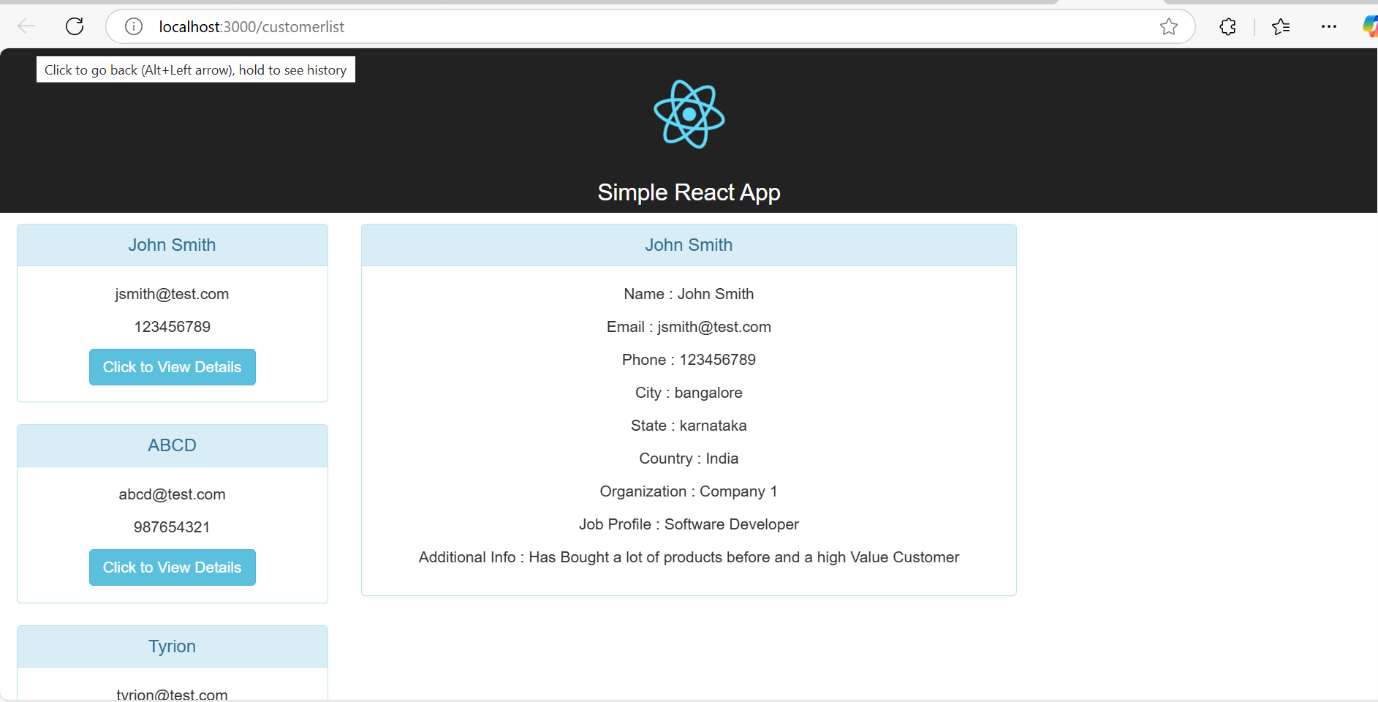 localhost:3000/customerlist
Click to go back (Alt+Left arrow), hold to see history
Simple React App
John Smith
jsmith@test.com
123456789
Click to View Details
ABCD
abcd@test.com
987654321
Click to View Details
Tyrion
tyrion@test.com
John Smith
Name : John Smith
Email : jsmith@test.com
Phone : 123456789
City : bangalore
State : karnataka
Country : India
Organization : Company 1
Job Profile : Software Developer
Additional Info : Has Bought a lot of products before and a high Value Customer